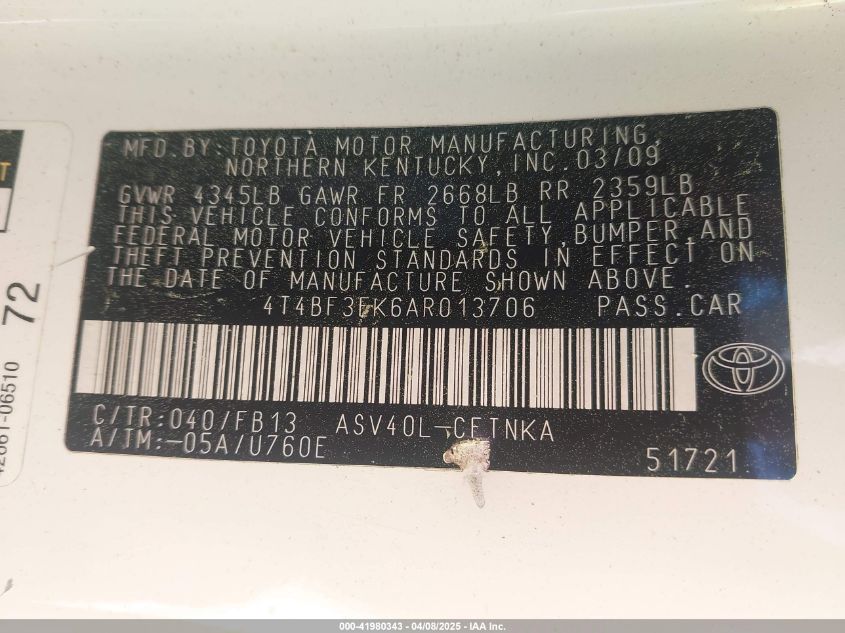 MFD.BY:TOYOTA MOTOR MANUFACTURING,
NORTHERN KENTUCKY,INC.03/09
GVWR 4345LB GAWR FR 2668LB RR 2359LB
THIS VEHICLE CONFORMS TO ALL APPLICABLE
FEDERAL MOTOR VEHICLE SAFETY,BUMPER,AND
THEFT PREVENTION STANDARDS IN EFFECT ON
THE DATE OF MANUFACTURE SHOWN ABOVE.
4T4BF3EK6AR013706 PASS.CAR
C/TR:040/FB13 ASV40L-CETNKA
A/TM:-05A/U760E
51721
72
000-41980343 - 04/08/2025 - IAA Inc.